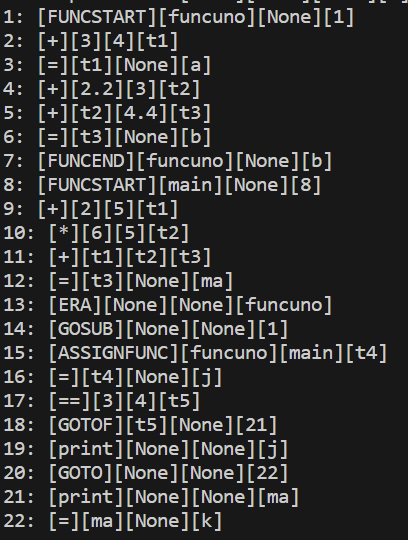 1: [FUNCSTART][funcuno][None][1]
2: [+][3][4][t1]
3: [=][t1][None][a]
4: [+][2.2][3][t2]
5: [+][t2][4.4][t3]
6: [=][t3][None][b]
7: [FUNCEND][funcuno][None][b]
8: [FUNCSTART][main][None][8]
9: [+][2][5][t1]
10: [*][6][5][t2]
11: [+][t1][t2][t3]
12: [=][t3][None][ma]
13: [ERA][None][None][funcuno]
14: [GOSUB][None][None][1]
15: [ASSIGNFUNC][funcuno][main][t4]
16: [=][t4][None][j]
17: [==][3][4][t5]
18: [GOTOF][t5][None][21]
19: [print][None][None][j]
20: [GOTO][None][None][22]
21: [print][None][None][ma]
22: [=][ma][None][k]